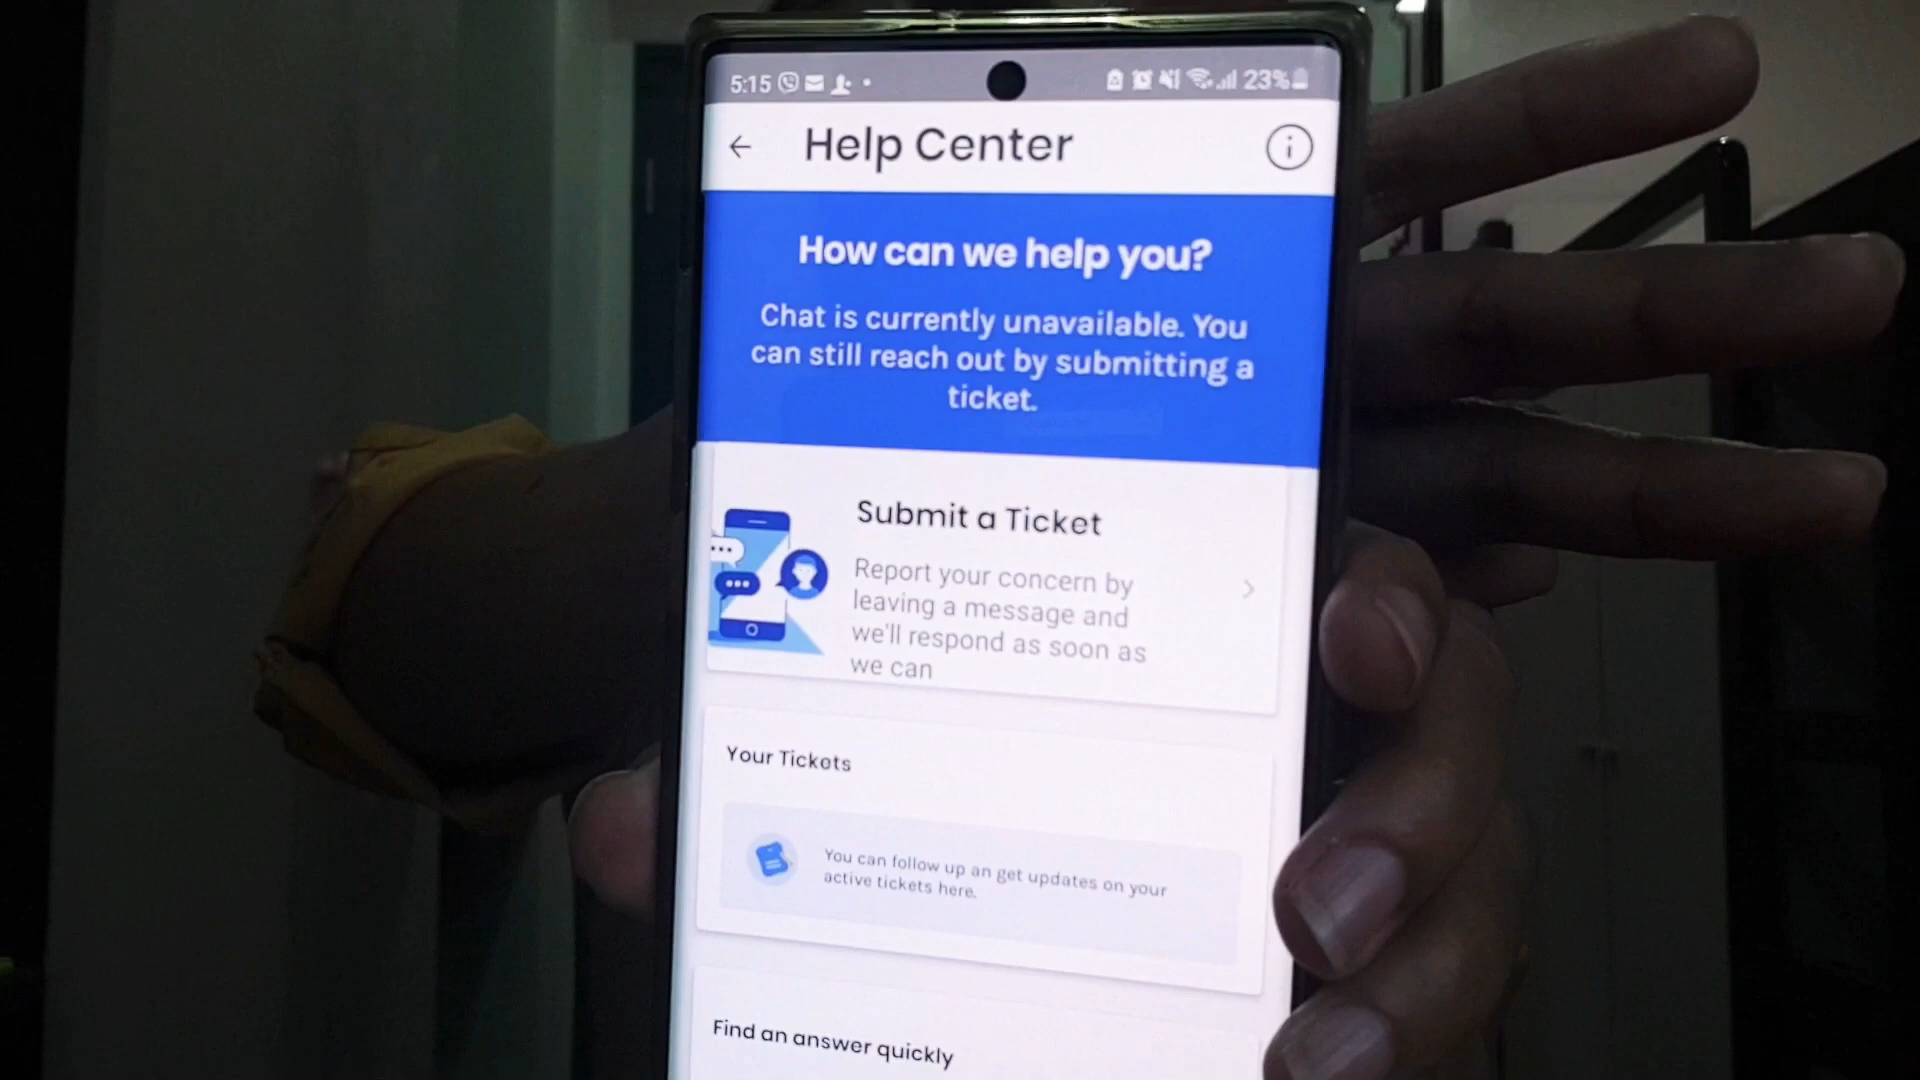 5:15 23%
Help Center
How can we help you?
Chat is currently unavailable. You
can still reach out by submitting a
ticket.
Submit a Ticket
Report your concern by
leaving a message and
we'll respond as soon as
we can
Your Tickets
You can follow up an get updates on your
active tickets here.
Find an answer quickly